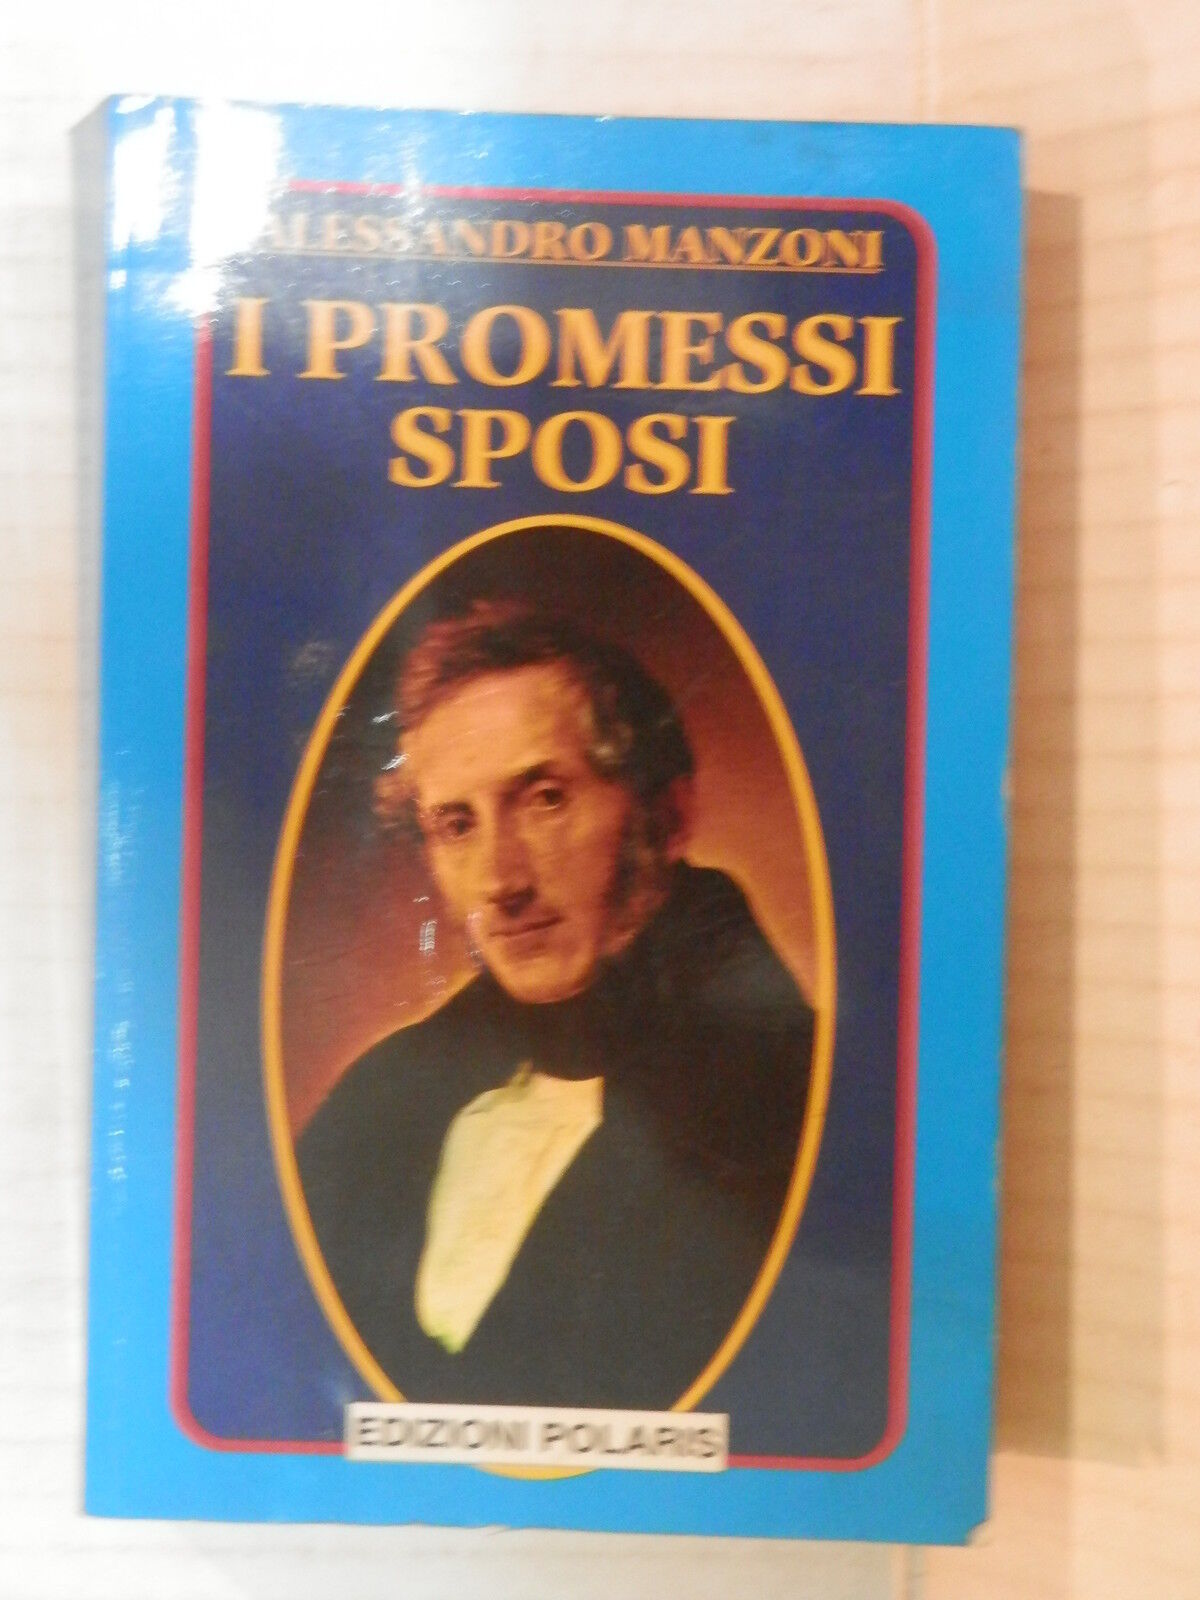 ALESSANDRO MANZONI
I PROMESSI
SPOSI
EDIZIONI POLARIS